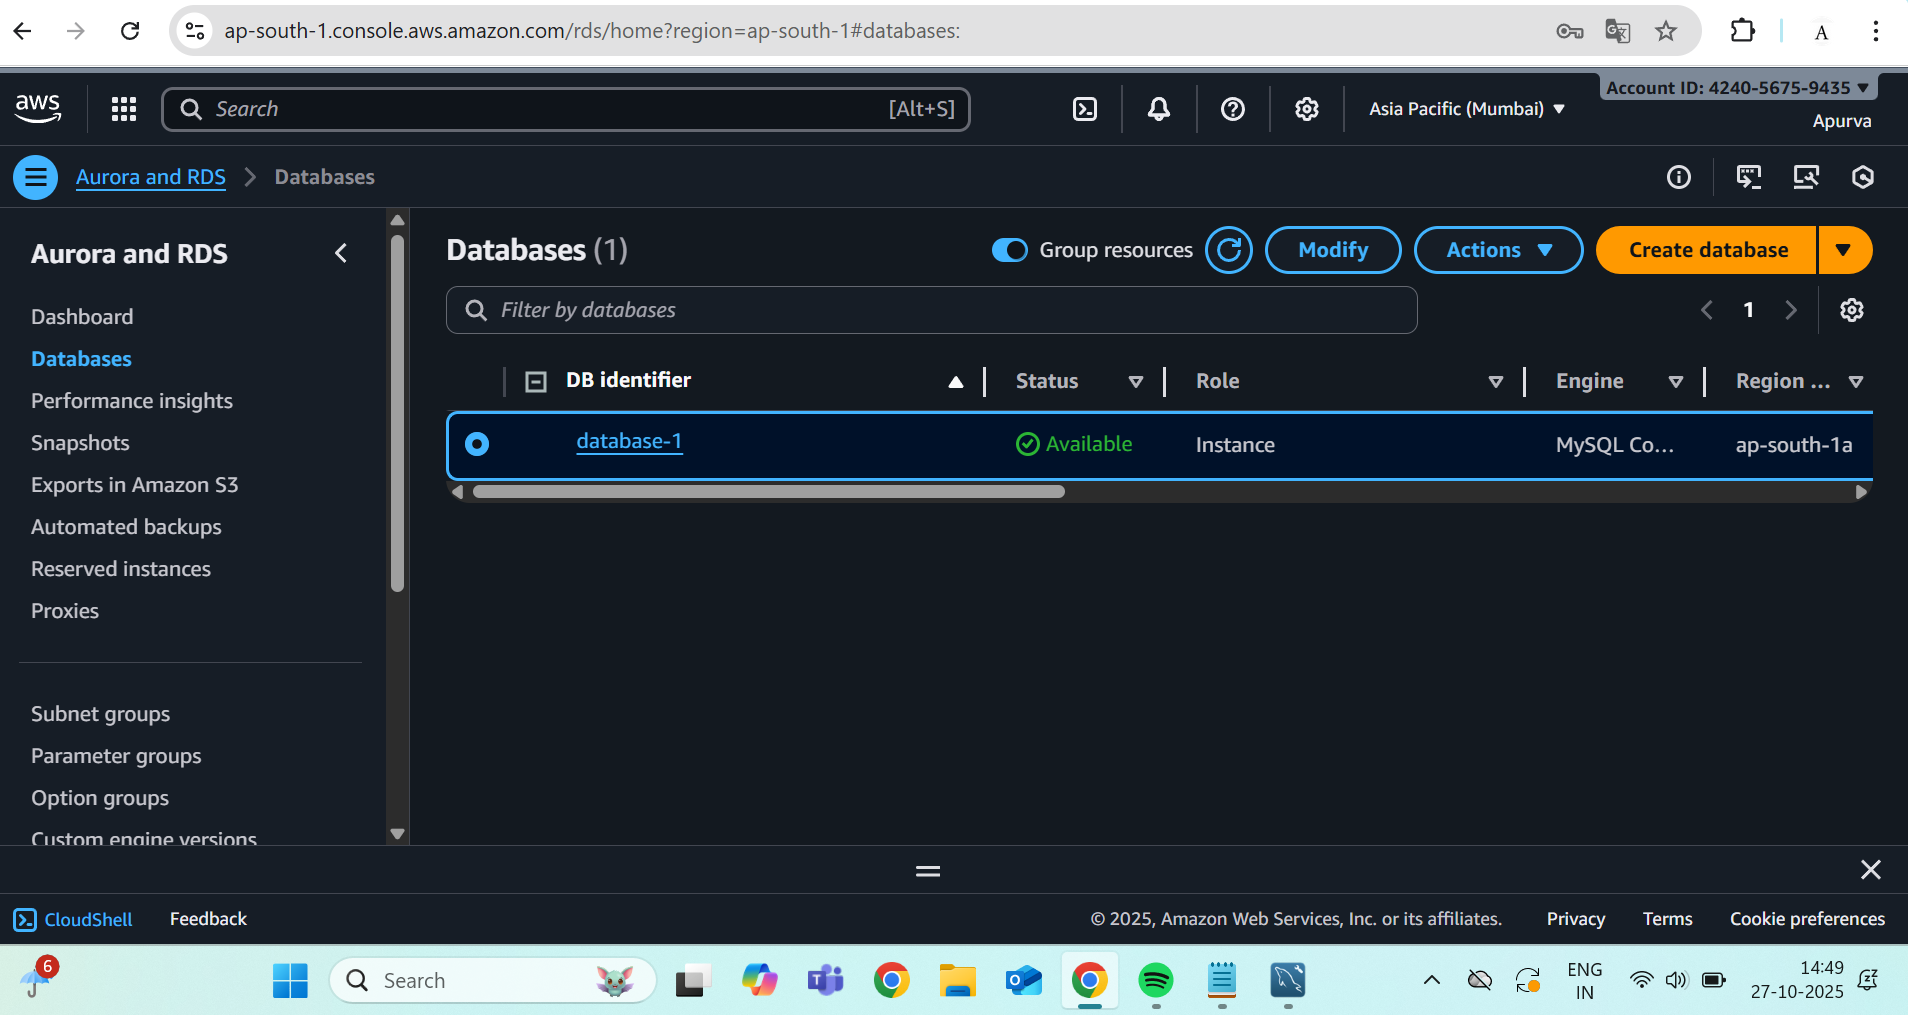 ap-south-1.console.aws.amazon.com/rds/home?region=ap-south-1#databases:
A
aws
Search
[Alt+S]
Asia Pacific (Mumbai)
Account ID: 4240-5675-9435
Apurva
Aurora and RDS
Databases
Aurora and RDS
Dashboard
Databases
Performance insights
Snapshots
Exports in Amazon S3
Automated backups
Reserved instances
Proxies
Subnet groups
Parameter groups
Option groups
Custom engine versions
Databases (1)
Group resources
Modify
Actions
Create database
Filter by databases
1
DB identifier
Status
Role
Engine
Region ...
database-1
Available
Instance
MySQL Co...
ap-south-1a
CloudShell
Feedback
© 2025, Amazon Web Services, Inc. or its affiliates.
Privacy
Terms
Cookie preferences
6
Search
ENG
IN
14:49
27-10-2025